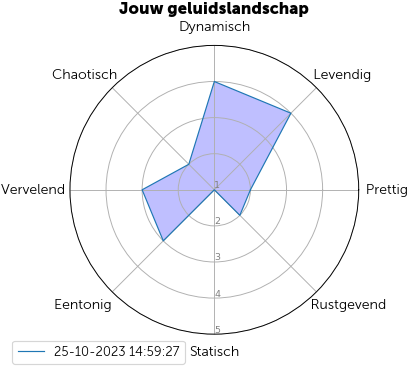 Jouw geluidslandschap
Dynamisch
Chaotisch
Levendig
Vervelend
1
Prettig
2
3
4
Eentonig
Rustgevend
5
25-10-2023 14:59:27
Statisch